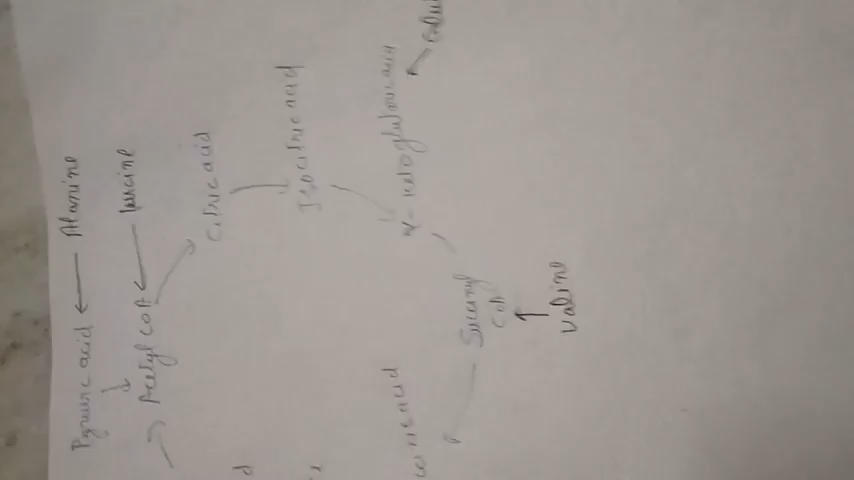 Pyruvic acid ← Alanine
Acetyl CoA ← leucine
Citric acid
Isocitric acid
α-Ketoglutaric acid
Succinyl
CoA
Valine